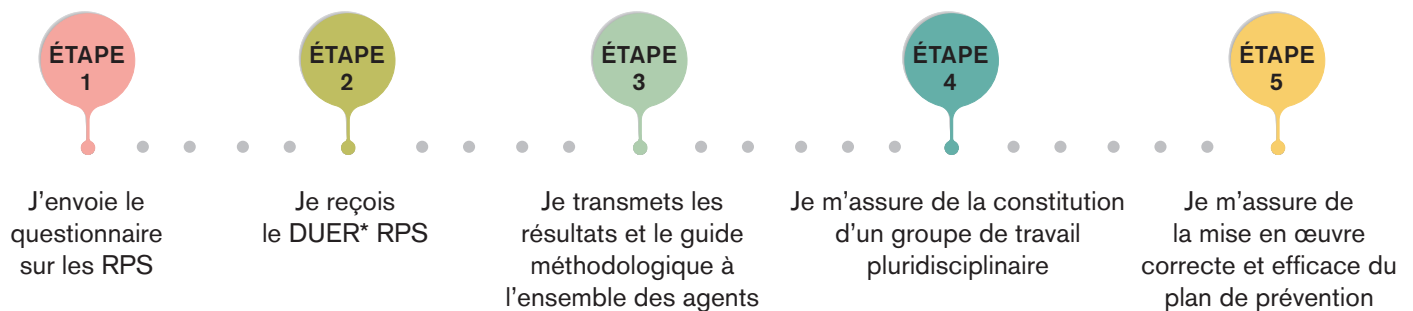 ÉTAPE
1
ÉTAPE
2
ÉTAPE
3
ÉTAPE
4
ÉTAPE
5
J’envoie le
questionnaire
sur les RPS
Je reçois
le DUER* RPS
Je transmets les
résultats et le guide
méthodologique à
l’ensemble des agents
Je m’assure de la constitution
d’un groupe de travail
pluridisciplinaire
Je m’assure de
la mise en œuvre
correcte et efficace du
plan de prévention